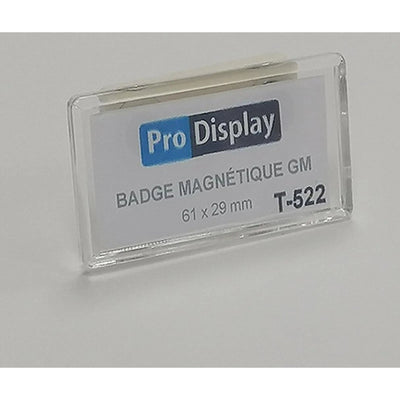 Pro Display
BADGE MAGNÉTIQUE GM
61 x 29 mm T-522